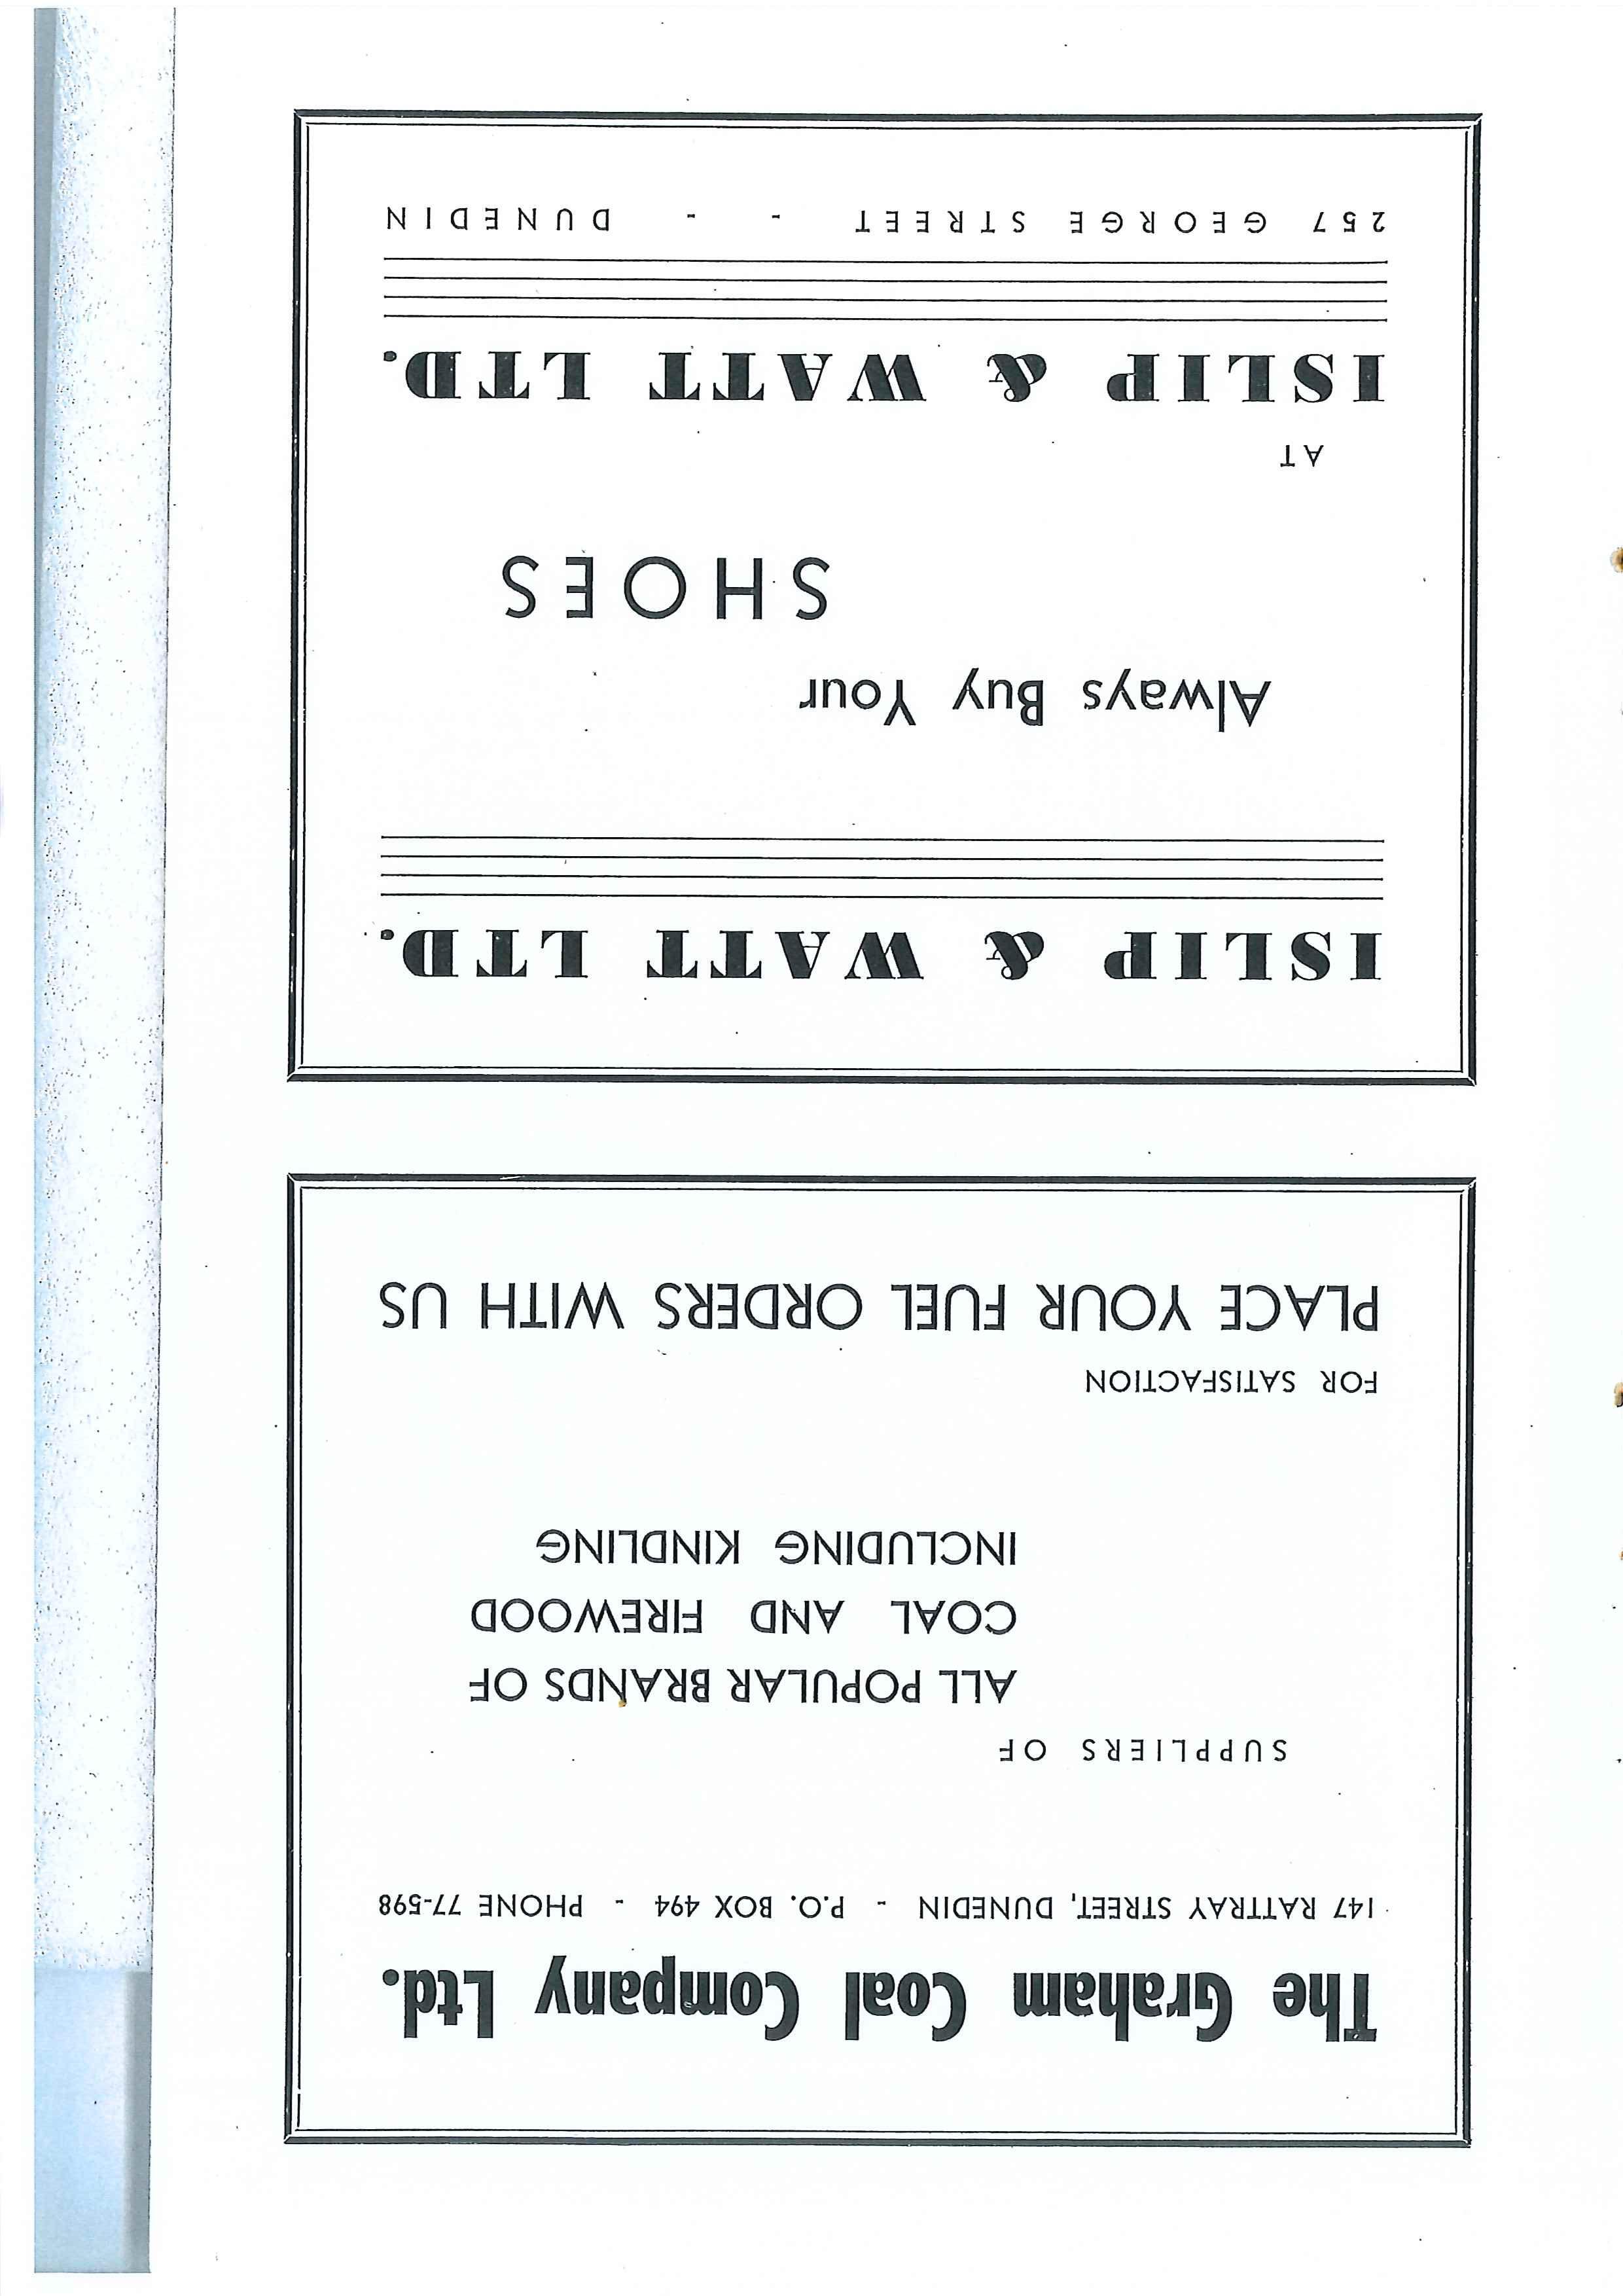 The Graham Coal Company Ltd.
147 RATTRAY STREET, DUNEDIN - P.O. BOX 494 - PHONE 77-598
SUPPLIERS OF
ALL POPULAR BRANDS OF
COAL AND FIREWOOD
INCLUDING KINDLING
FOR SATISFACTION
PLACE YOUR FUEL ORDERS WITH US
ISLIP & WATT LTD.
Always Buy Your
SHOES
AT
ISLIP & WATT LTD.
257 GEORGE STREET - - DUNEDIN